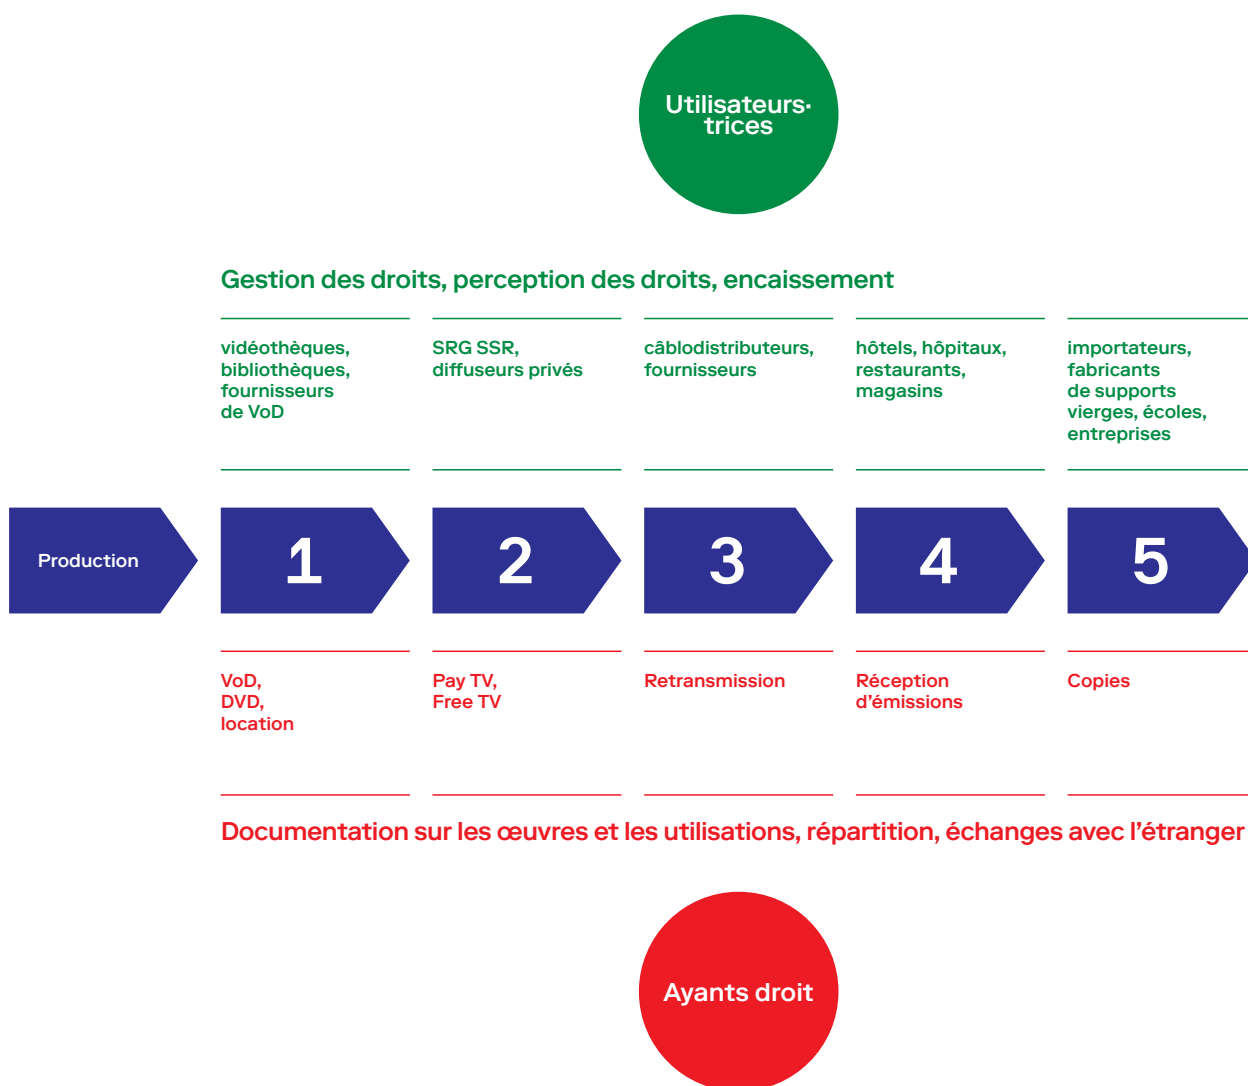 Utilisateurs·
trices
Gestion des droits, perception des droits, encaissement
vidéothèques,
bibliothèques,
fournisseurs
de VoD
SRG SSR,
diffuseurs privés
câblodistributeurs,
fournisseurs
hôtels, hôpitaux,
restaurants,
magasins
importateurs,
fabricants
de supports
vierges, écoles,
entreprises
Production
1
2
3
4
5
VoD,
DVD,
location
Pay TV,
Free TV
Retransmission
Réception
d’émissions
Copies
Documentation sur les œuvres et les utilisations, répartition, échanges avec l’étranger
Ayants droit